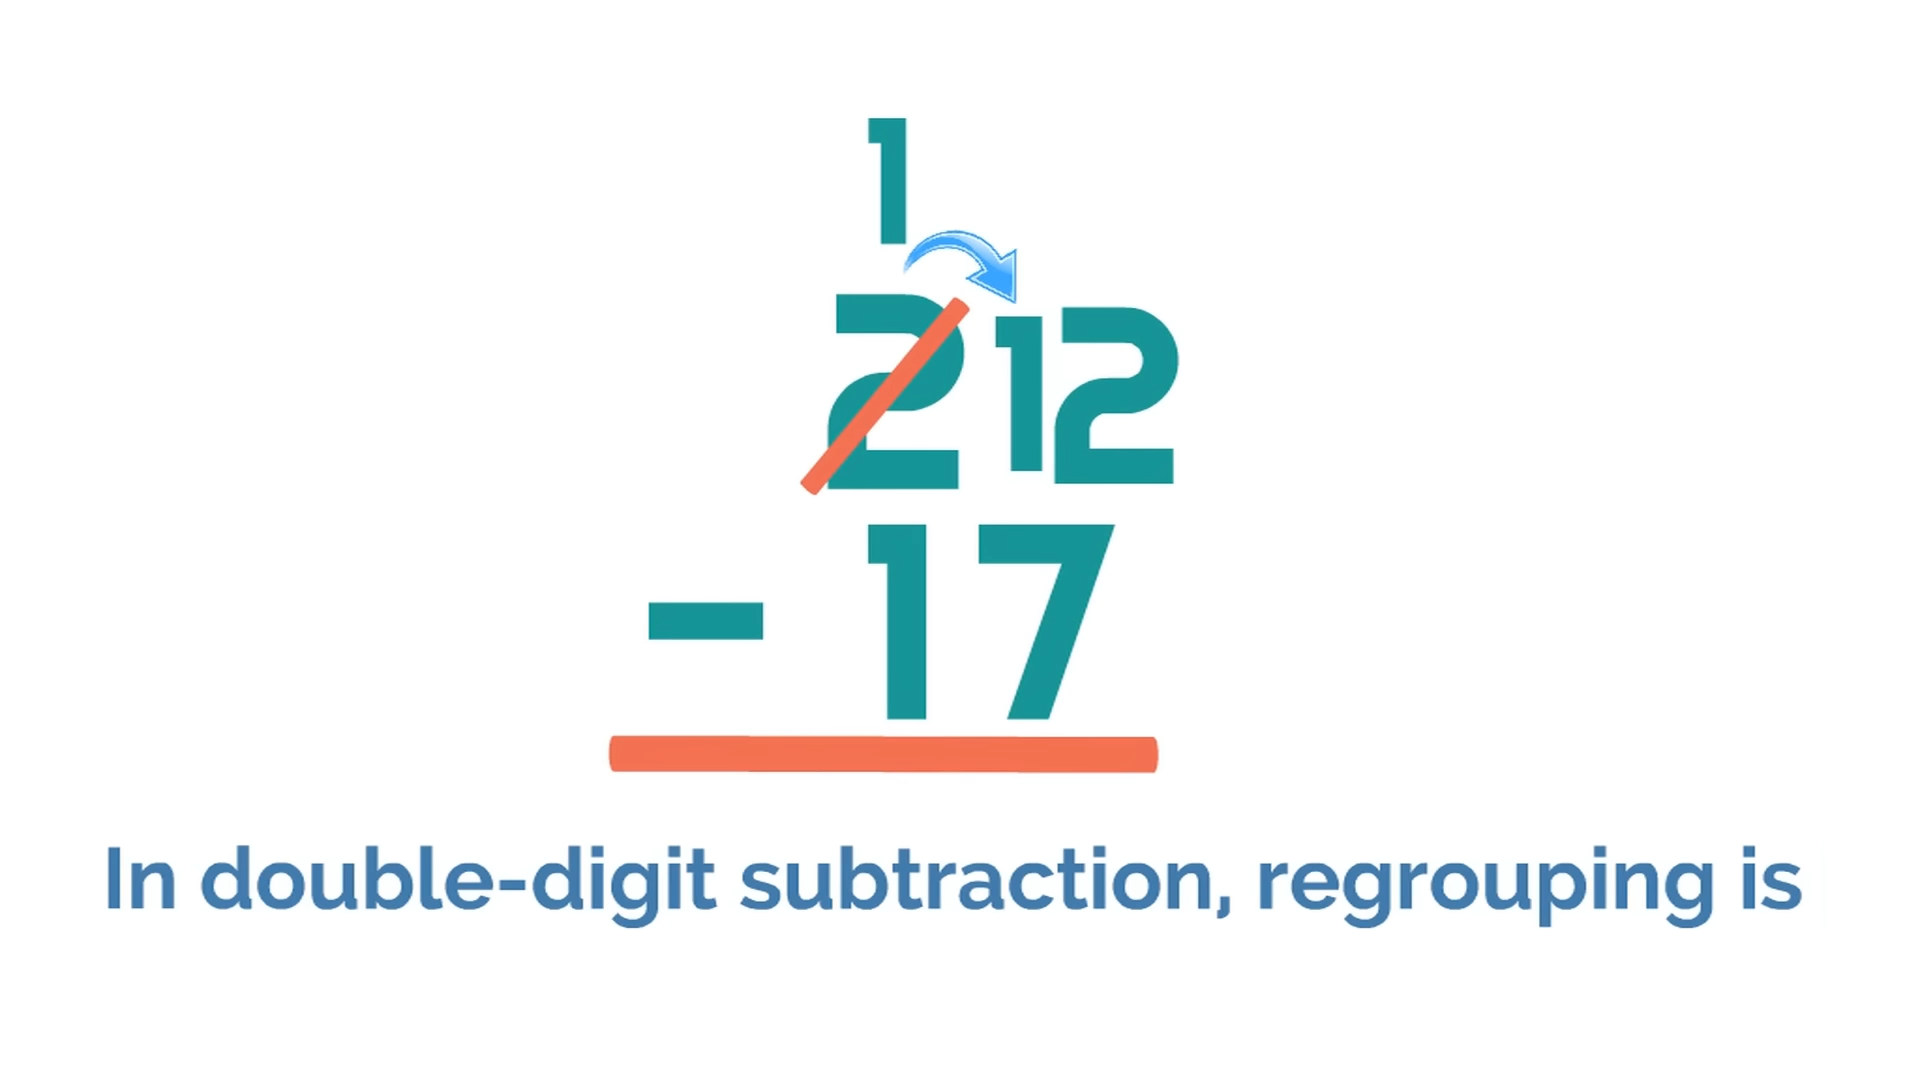 1
2 12
- 17
In double-digit subtraction, regrouping is